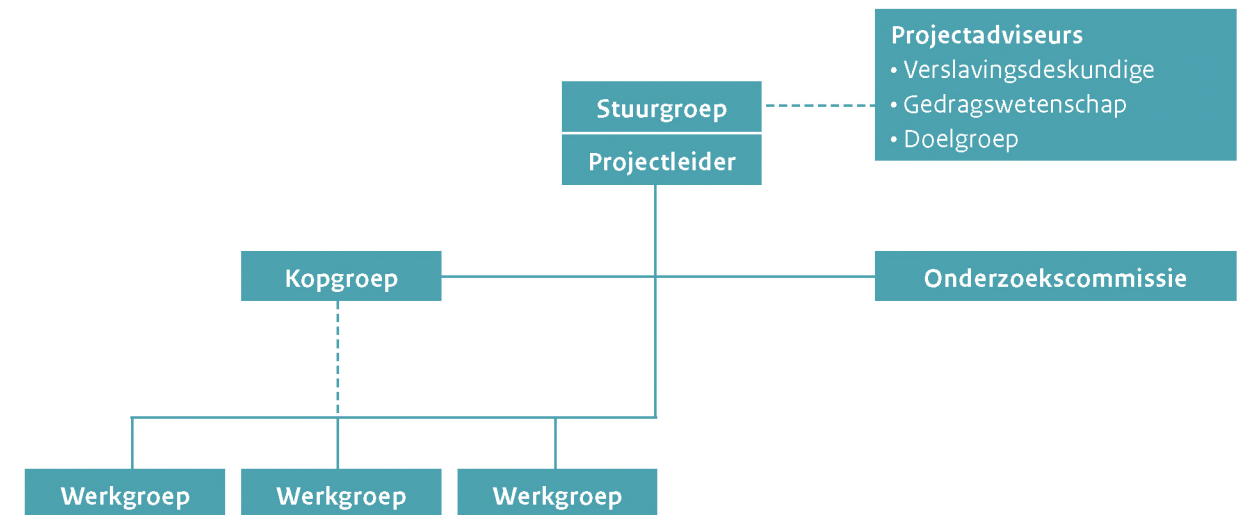 Projectadviseurs
• Verslavingsdeskundige
• Gedragswetenschap
• Doelgroep
Stuurgroep
Projectleider
Kopgroep
Onderzoekscommissie
Werkgroep
Werkgroep
Werkgroep